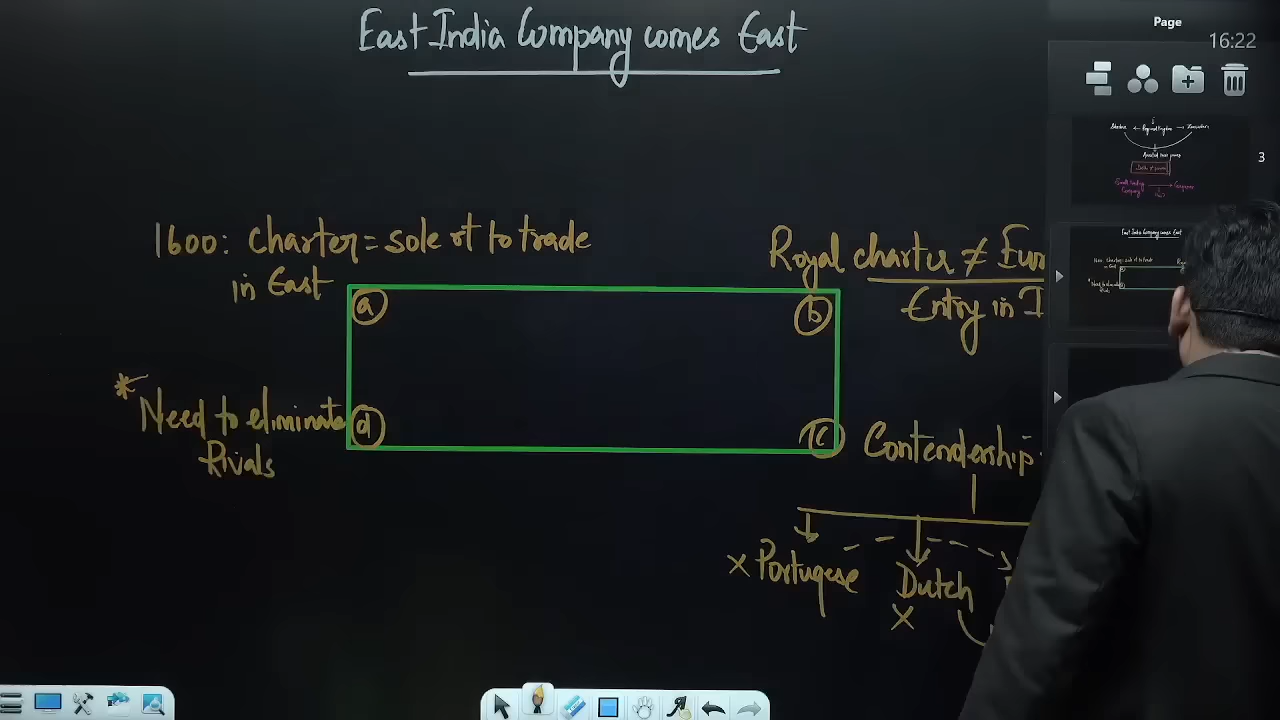 East India Company comes East
Page
16:22
3
1600: Charter = sole rt to trade
in East
Royal charter ≠
Entry in
a
b
* Need to eliminate
Rivals
d
c
Contendership
x Portugese
Dutch
x